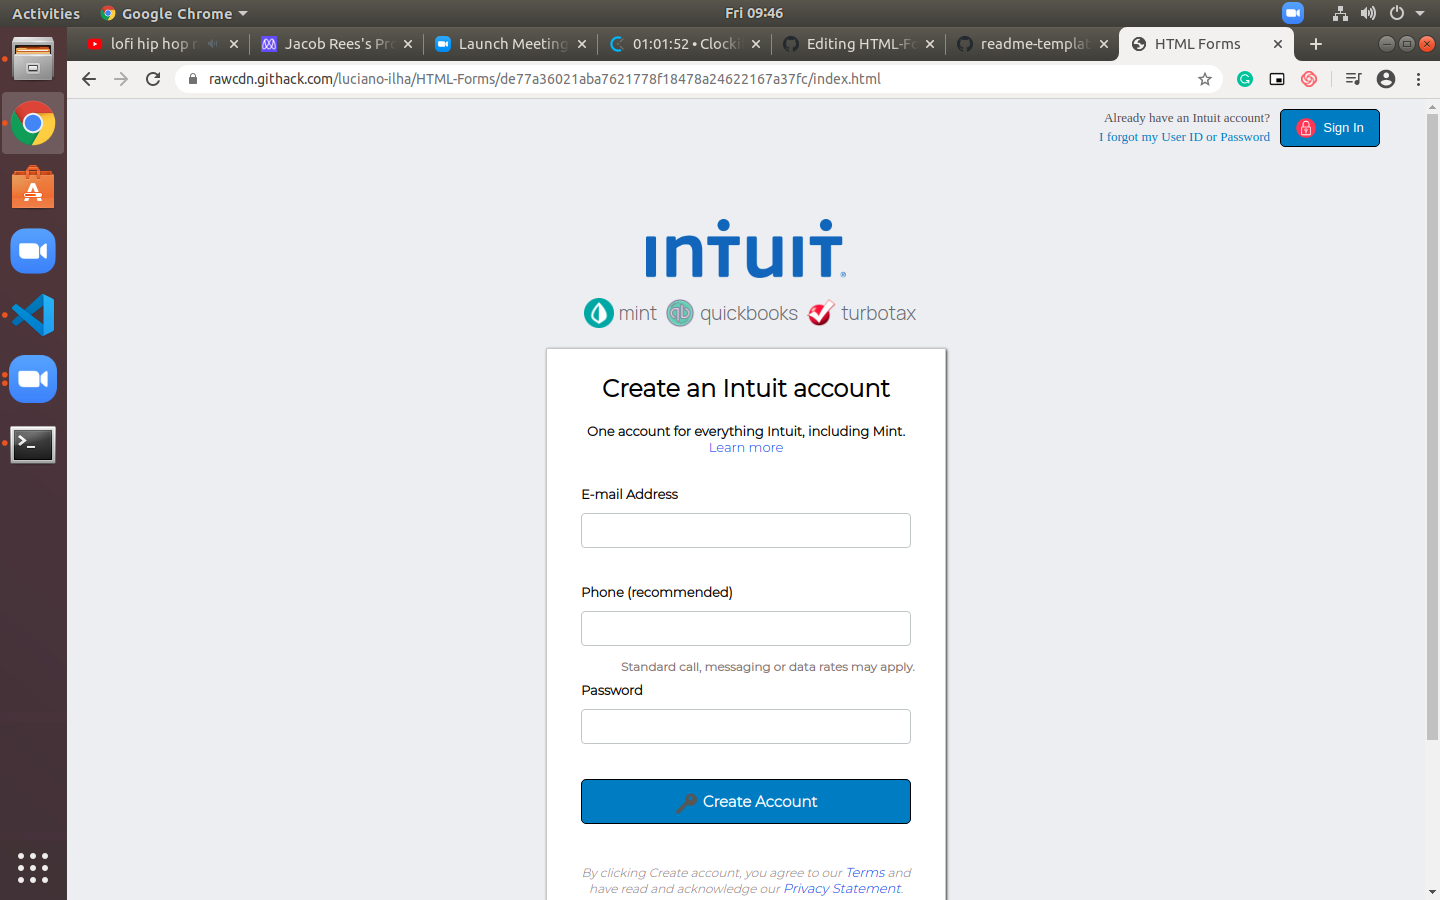 Activities
Google Chrome
Fri 09:46
lofi hip hop r
Jacob Rees's Pro
Launch Meeting
01:01:52 • Clocki
Editing HTML-Fo
readme-templat
HTML Forms
rawcdn.githack.com/luciano-ilha/HTML-Forms/de77a36021aba7621778f18478a24622167a37fc/index.html
Already have an Intuit account?
I forgot my User ID or Password
Sign In
intuit
mint quickbooks turbotax
Create an Intuit account
One account for everything Intuit, including Mint.
Learn more
E-mail Address
Phone (recommended)
Standard call, messaging or data rates may apply.
Password
Create Account
By clicking Create account, you agree to our Terms and
have read and acknowledge our Privacy Statement.